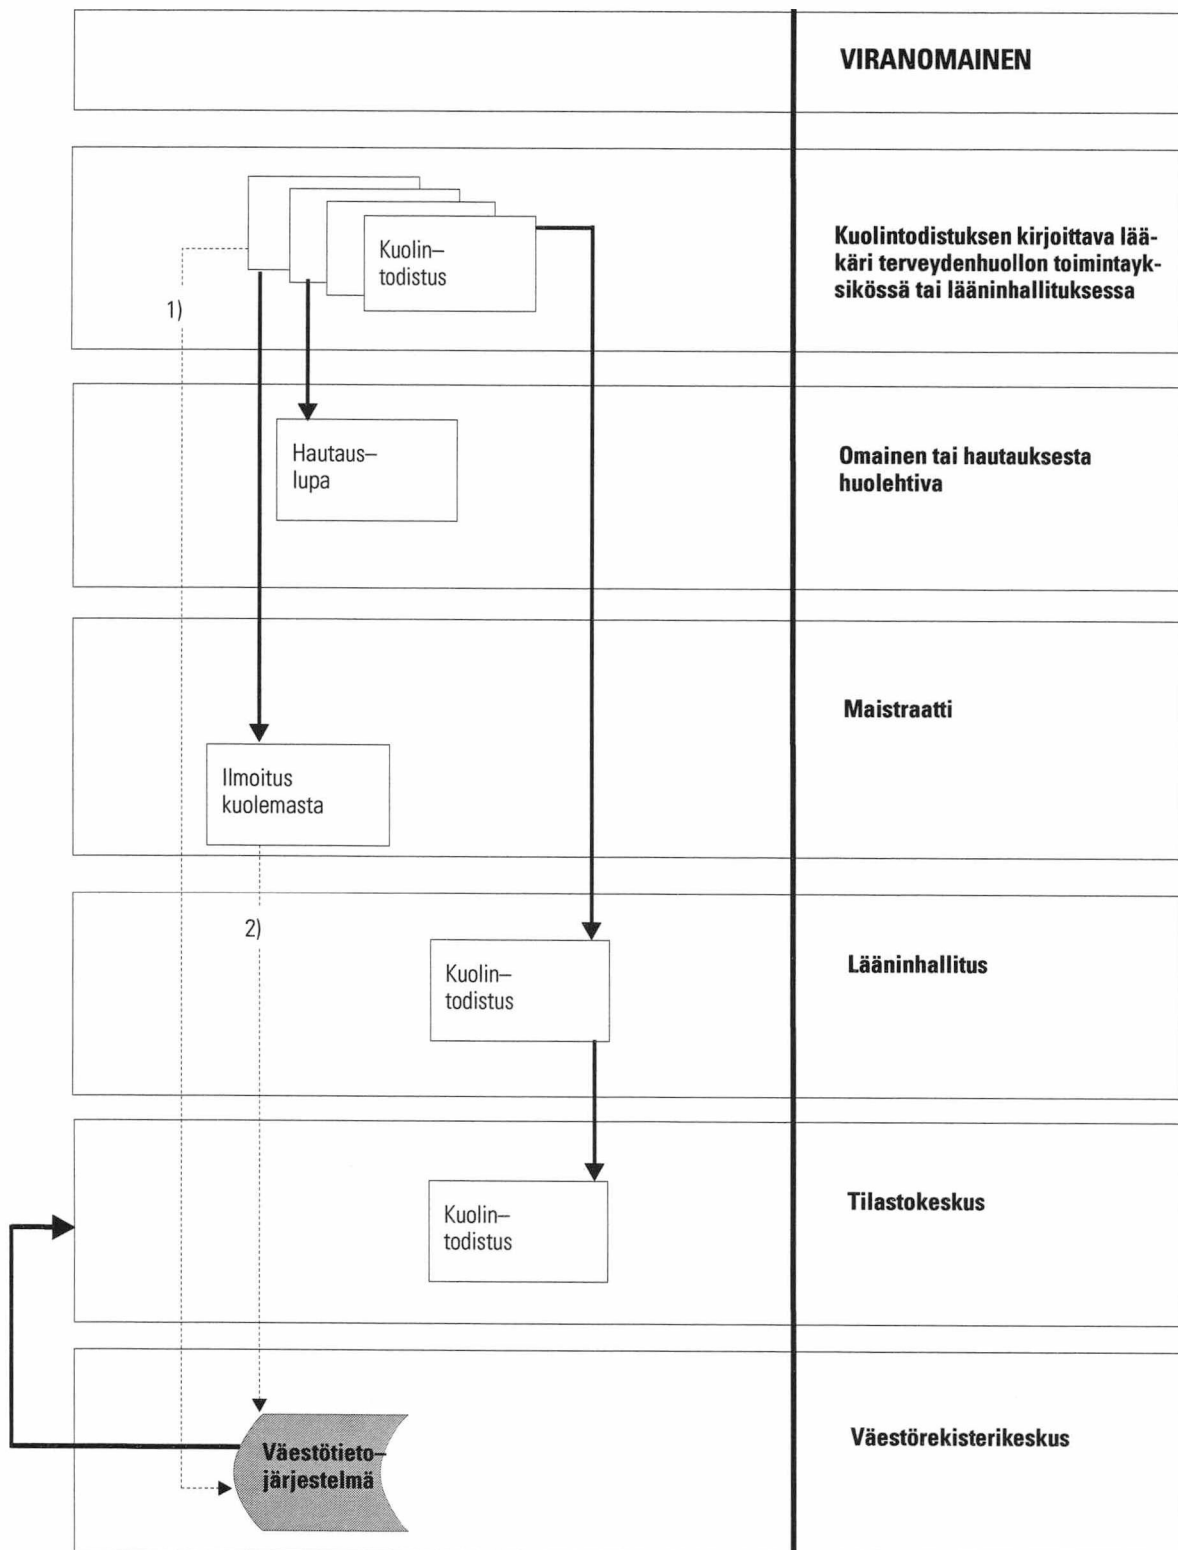 VIRANOMAINEN
Kuolin–
todistus
Kuolintodistuksen kirjoittava lää-
käri terveydenhuollon toimintayk-
sikössä tai lääninhallituksessa
1)
Hautaus–
lupa
Omainen tai hautauksesta
huolehtiva
Maistraatti
Ilmoitus
kuolemasta
2)
Kuolin–
todistus
Lääninhallitus
Kuolin–
todistus
Tilastokeskus
Väestötieto–
järjestelmä
Väestörekisterikeskus